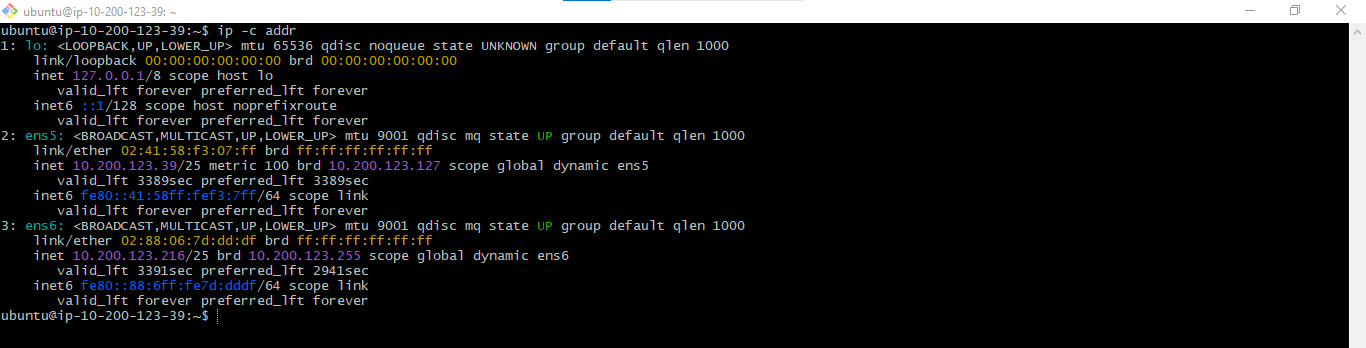 ubuntu@ip-10-200-123-39: ~
ubuntu@ip-10-200-123-39:~$ ip -c addr
1: lo: <LOOPBACK,UP,LOWER_UP> mtu 65536 qdisc noqueue state UNKNOWN group default qlen 1000
    link/loopback 00:00:00:00:00:00 brd 00:00:00:00:00:00
    inet 127.0.0.1/8 scope host lo
       valid_lft forever preferred_lft forever
    inet6 ::1/128 scope host noprefixroute
       valid_lft forever preferred_lft forever
2: ens5: <BROADCAST,MULTICAST,UP,LOWER_UP> mtu 9001 qdisc mq state UP group default qlen 1000
    link/ether 02:41:58:f3:07:ff brd ff:ff:ff:ff:ff:ff
    inet 10.200.123.39/25 metric 100 brd 10.200.123.127 scope global dynamic ens5
       valid_lft 3389sec preferred_lft 3389sec
    inet6 fe80::41:58ff:fef3:7ff/64 scope link
       valid_lft forever preferred_lft forever
3: ens6: <BROADCAST,MULTICAST,UP,LOWER_UP> mtu 9001 qdisc mq state UP group default qlen 1000
    link/ether 02:88:06:7d:dd:df brd ff:ff:ff:ff:ff:ff
    inet 10.200.123.216/25 brd 10.200.123.255 scope global dynamic ens6
       valid_lft 3391sec preferred_lft 2941sec
    inet6 fe80::88:6ff:fe7d:dddf/64 scope link
       valid_lft forever preferred_lft forever
ubuntu@ip-10-200-123-39:~$